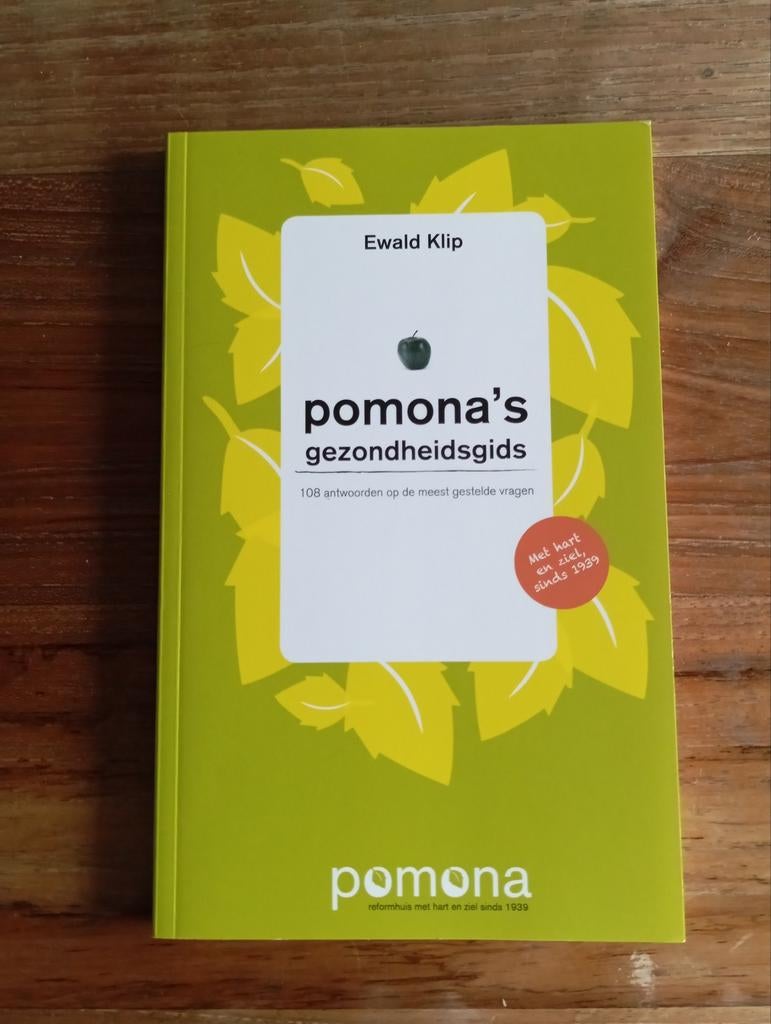 Ewald Klip
pomona's
gezondheidsgids
108 antwoorden op de meest gestelde vragen
Met hart
en ziel,
sinds 1939
pomona
reformhuis met hart en ziel sinds 1939